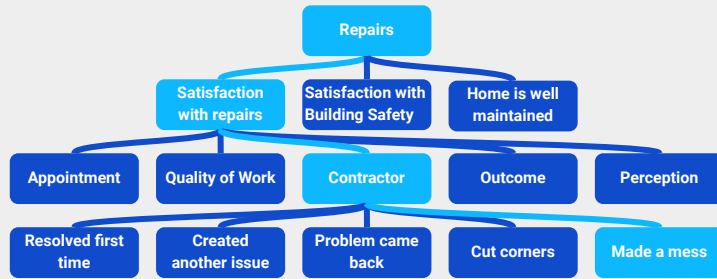 Repairs
Satisfaction
with repairs
Satisfaction with
Building Safety
Home is well
maintained
Appointment
Quality of Work
Contractor
Outcome
Perception
Resolved first
time
Created
another issue
Problem came
back
Cut corners
Made a mess